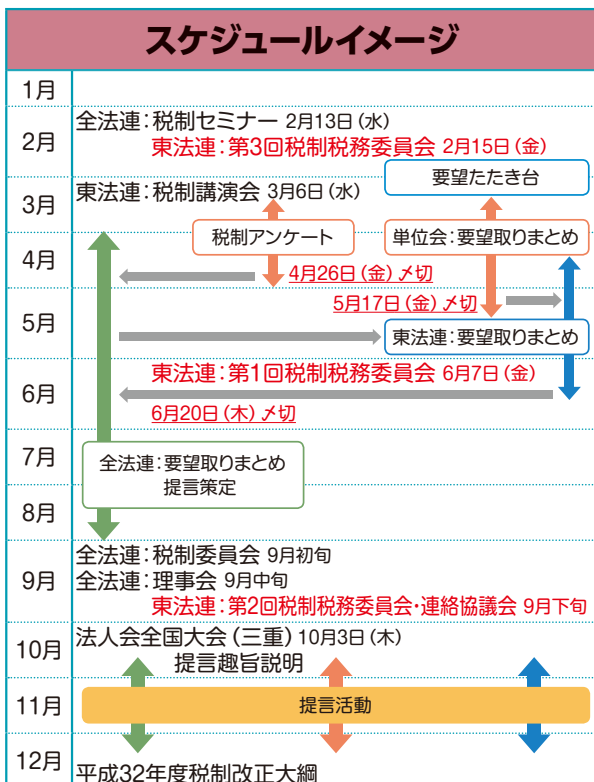 スケジュールイメージ
1月
2月
全法連：税制セミナー 2月13日（水）
東法連：第3回税制税務委員会 2月15日（金）
3月
東法連：税制講演会 3月6日（水）
要望たたき台
税制アンケート
単位会：要望取りまとめ
4月
4月26日（金）〆切
5月17日（金）〆切
5月
東法連：要望取りまとめ
6月
東法連：第1回税制税務委員会 6月7日（金）
6月20日（木）〆切
7月
全法連：要望取りまとめ
提言策定
8月
9月
全法連：税制委員会 9月初旬
全法連：理事会 9月中旬
東法連：第2回税制税務委員会・連絡協議会 9月下旬
10月
法人会全国大会（三重）10月3日（木）
提言趣旨説明
11月
提言活動
12月
平成32年度税制改正大綱